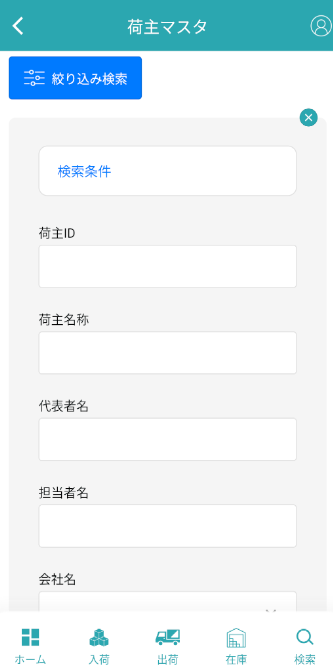 荷主マスタ
絞り込み検索
検索条件
荷主ID
荷主名称
代表者名
担当者名
会社名
ホーム
入荷
出荷
在庫
検索